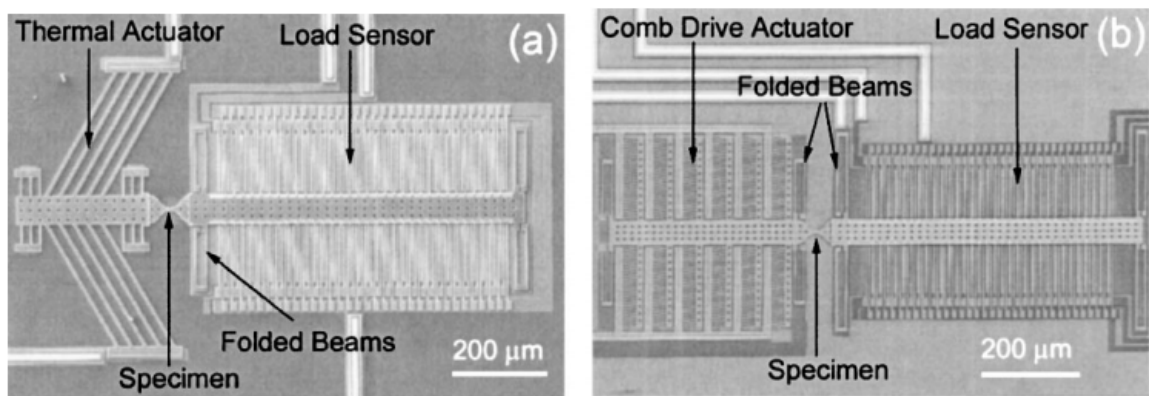 Thermal Actuator
Load Sensor
(a)
Folded Beams
Specimen
200 μm
Comb Drive Actuator
Load Sensor
(b)
Folded Beams
Specimen
200 μm